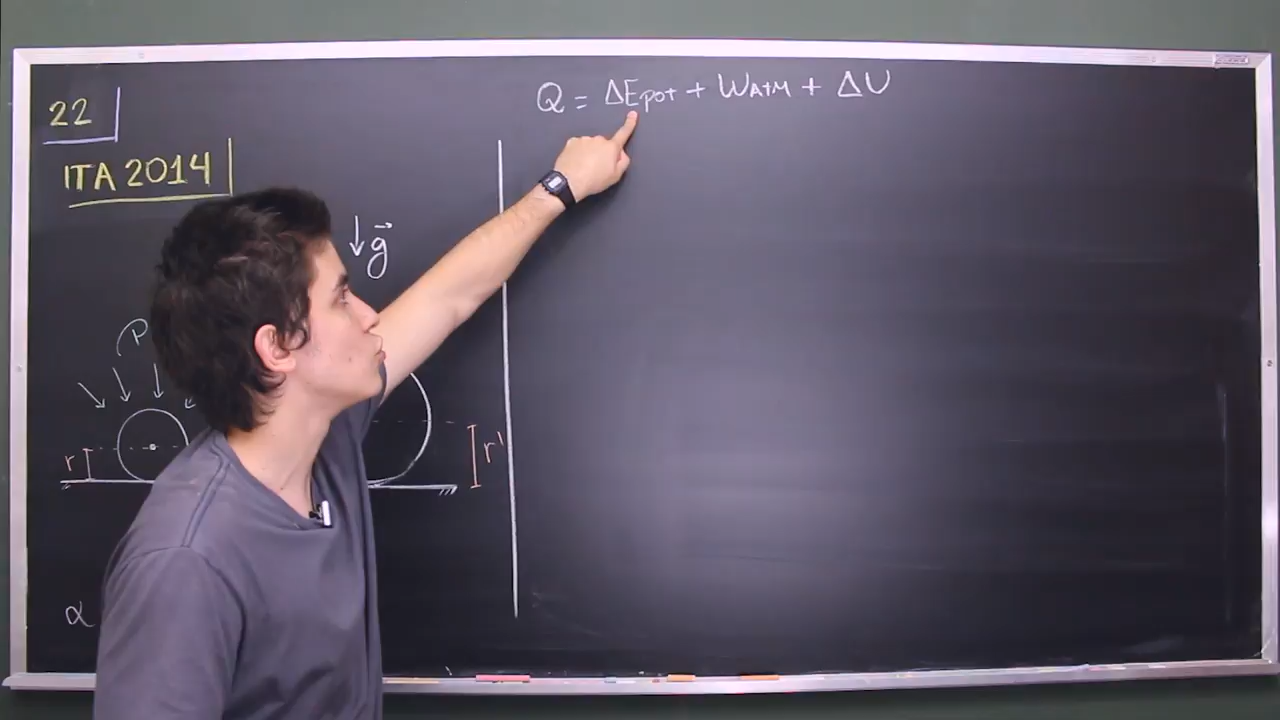 22
ITA 2014
Q = ΔEpot + WAtM + ΔU
g
P
r
r'
α